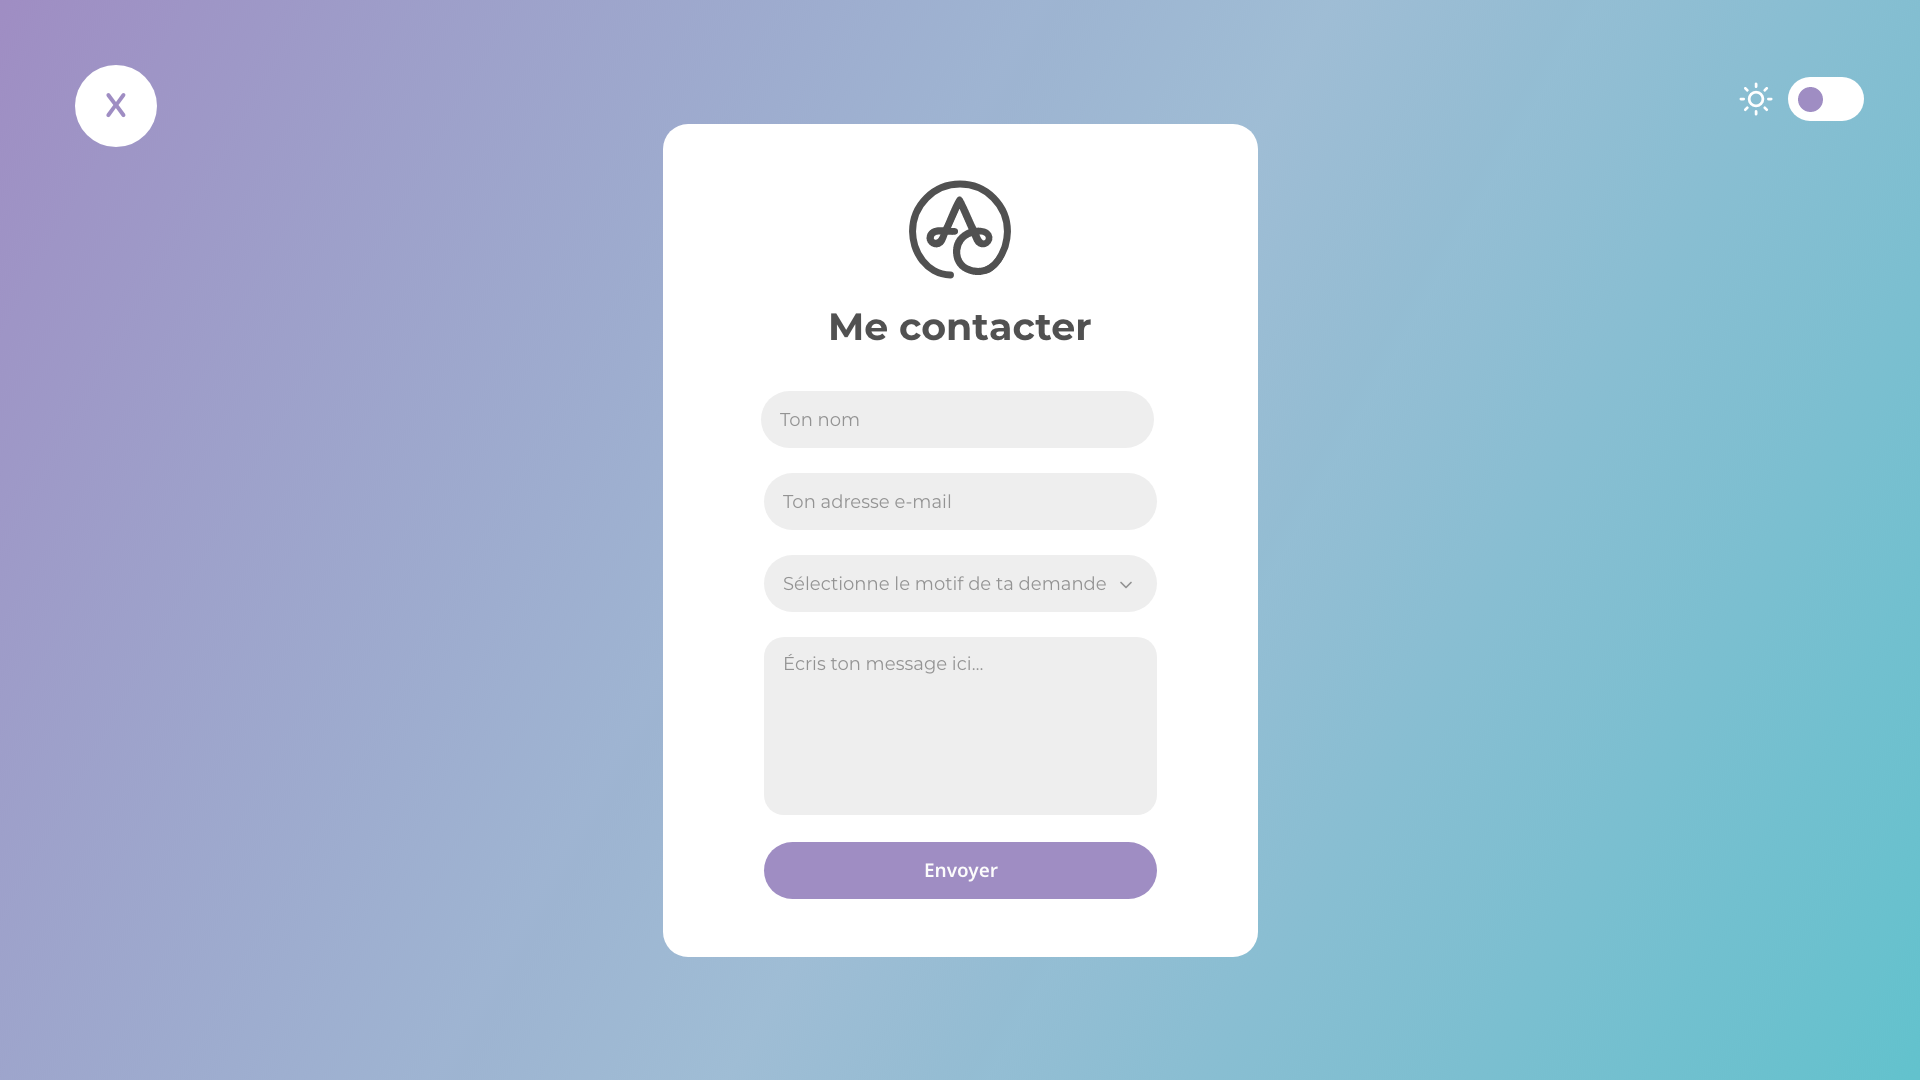 X
Me contacter
Ton nom
Ton adresse e-mail
Sélectionne le motif de ta demande
Écris ton message ici...
Envoyer